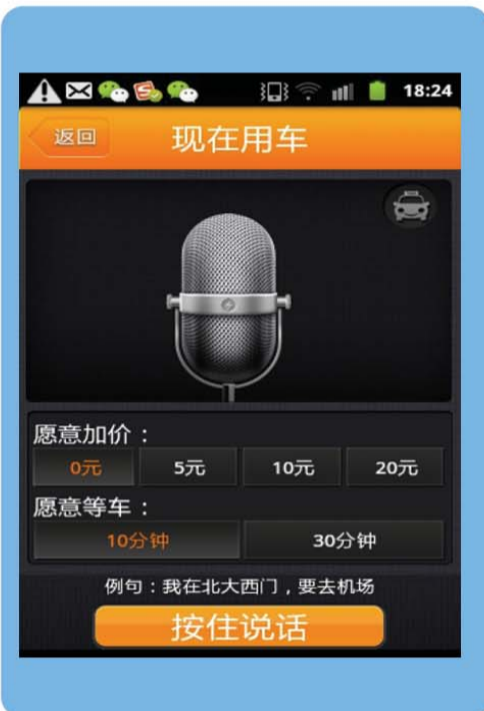 18:24
返回
现在用车
愿意加价：
0元 5元 10元 20元
愿意等车：
10分钟 30分钟
例句：我在北大西门，要去机场
按住说话